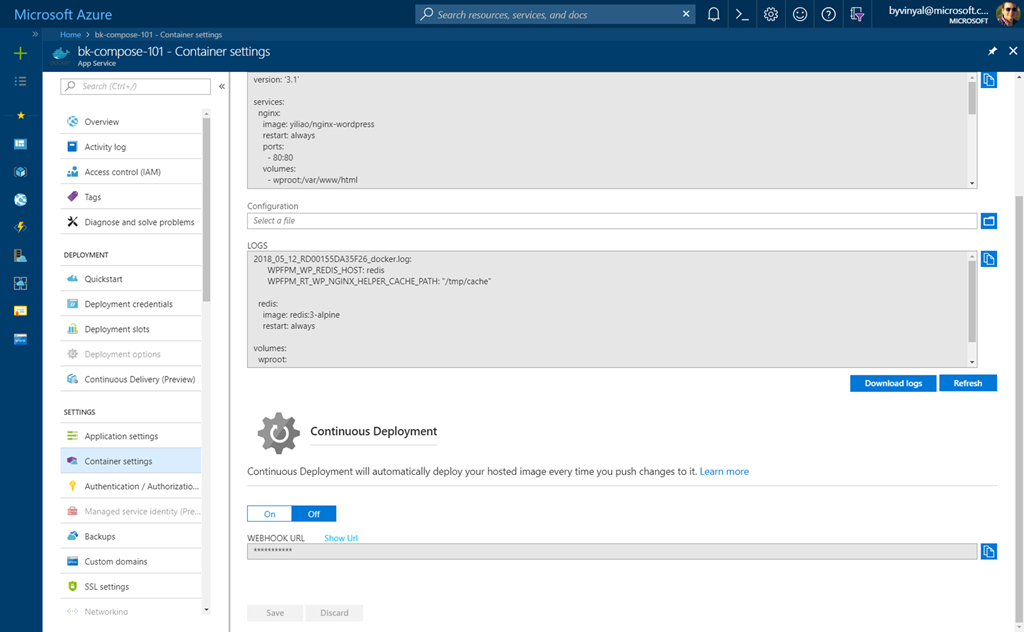 Microsoft Azure
Search resources, services, and docs
byvinyal@microsoft.c...
MICROSOFT
Home > bk-compose-101 - Container settings
bk-compose-101 - Container settings
App Service
Search (Ctrl+/)
Overview
Activity log
Access control (IAM)
Tags
Diagnose and solve problems
DEPLOYMENT
Quickstart
Deployment credentials
Deployment slots
Deployment options
Continuous Delivery (Preview)
SETTINGS
Application settings
Container settings
Authentication / Authorizatio...
Managed service identity (Pre...
Backups
Custom domains
SSL settings
Networking
version: '3.1'
services:
nginx:
image: yiliao/nginx-wordpress
restart: always
ports:
- 80:80
volumes:
- wproot:/var/www/html
Configuration
Select a file
LOGS
2018_05_12_RD00155DA35F26_docker.log:
WPFPM_WP_REDIS_HOST: redis
WPFPM_RT_WP_NGINX_HELPER_CACHE_PATH: "/tmp/cache"
redis:
image: redis:3-alpine
restart: always
volumes:
wproot:
Download logs
Refresh
Continuous Deployment
Continuous Deployment will automatically deploy your hosted image every time you push changes to it. Learn more
On
Off
WEBHOOK URL
Show Url
***********
Save
Discard